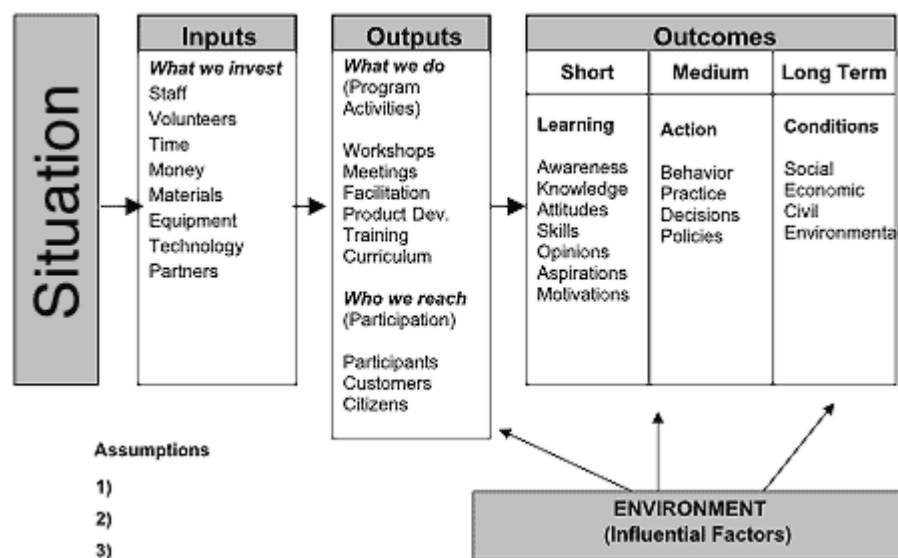 Situation
Inputs
What we invest
Staff
Volunteers
Time
Money
Materials
Equipment
Technology
Partners
Outputs
What we do
(Program
Activities)
Workshops
Meetings
Facilitation
Product Dev.
Training
Curriculum
Who we reach
(Participation)
Participants
Customers
Citizens
Outcomes
Short
Learning
Awareness
Knowledge
Attitudes
Skills
Opinions
Aspirations
Motivations
Medium
Action
Behavior
Practice
Decisions
Policies
Long Term
Conditions
Social
Economic
Civil
Environmenta
Assumptions
1)
2)
3)
ENVIRONMENT
(Influential Factors)